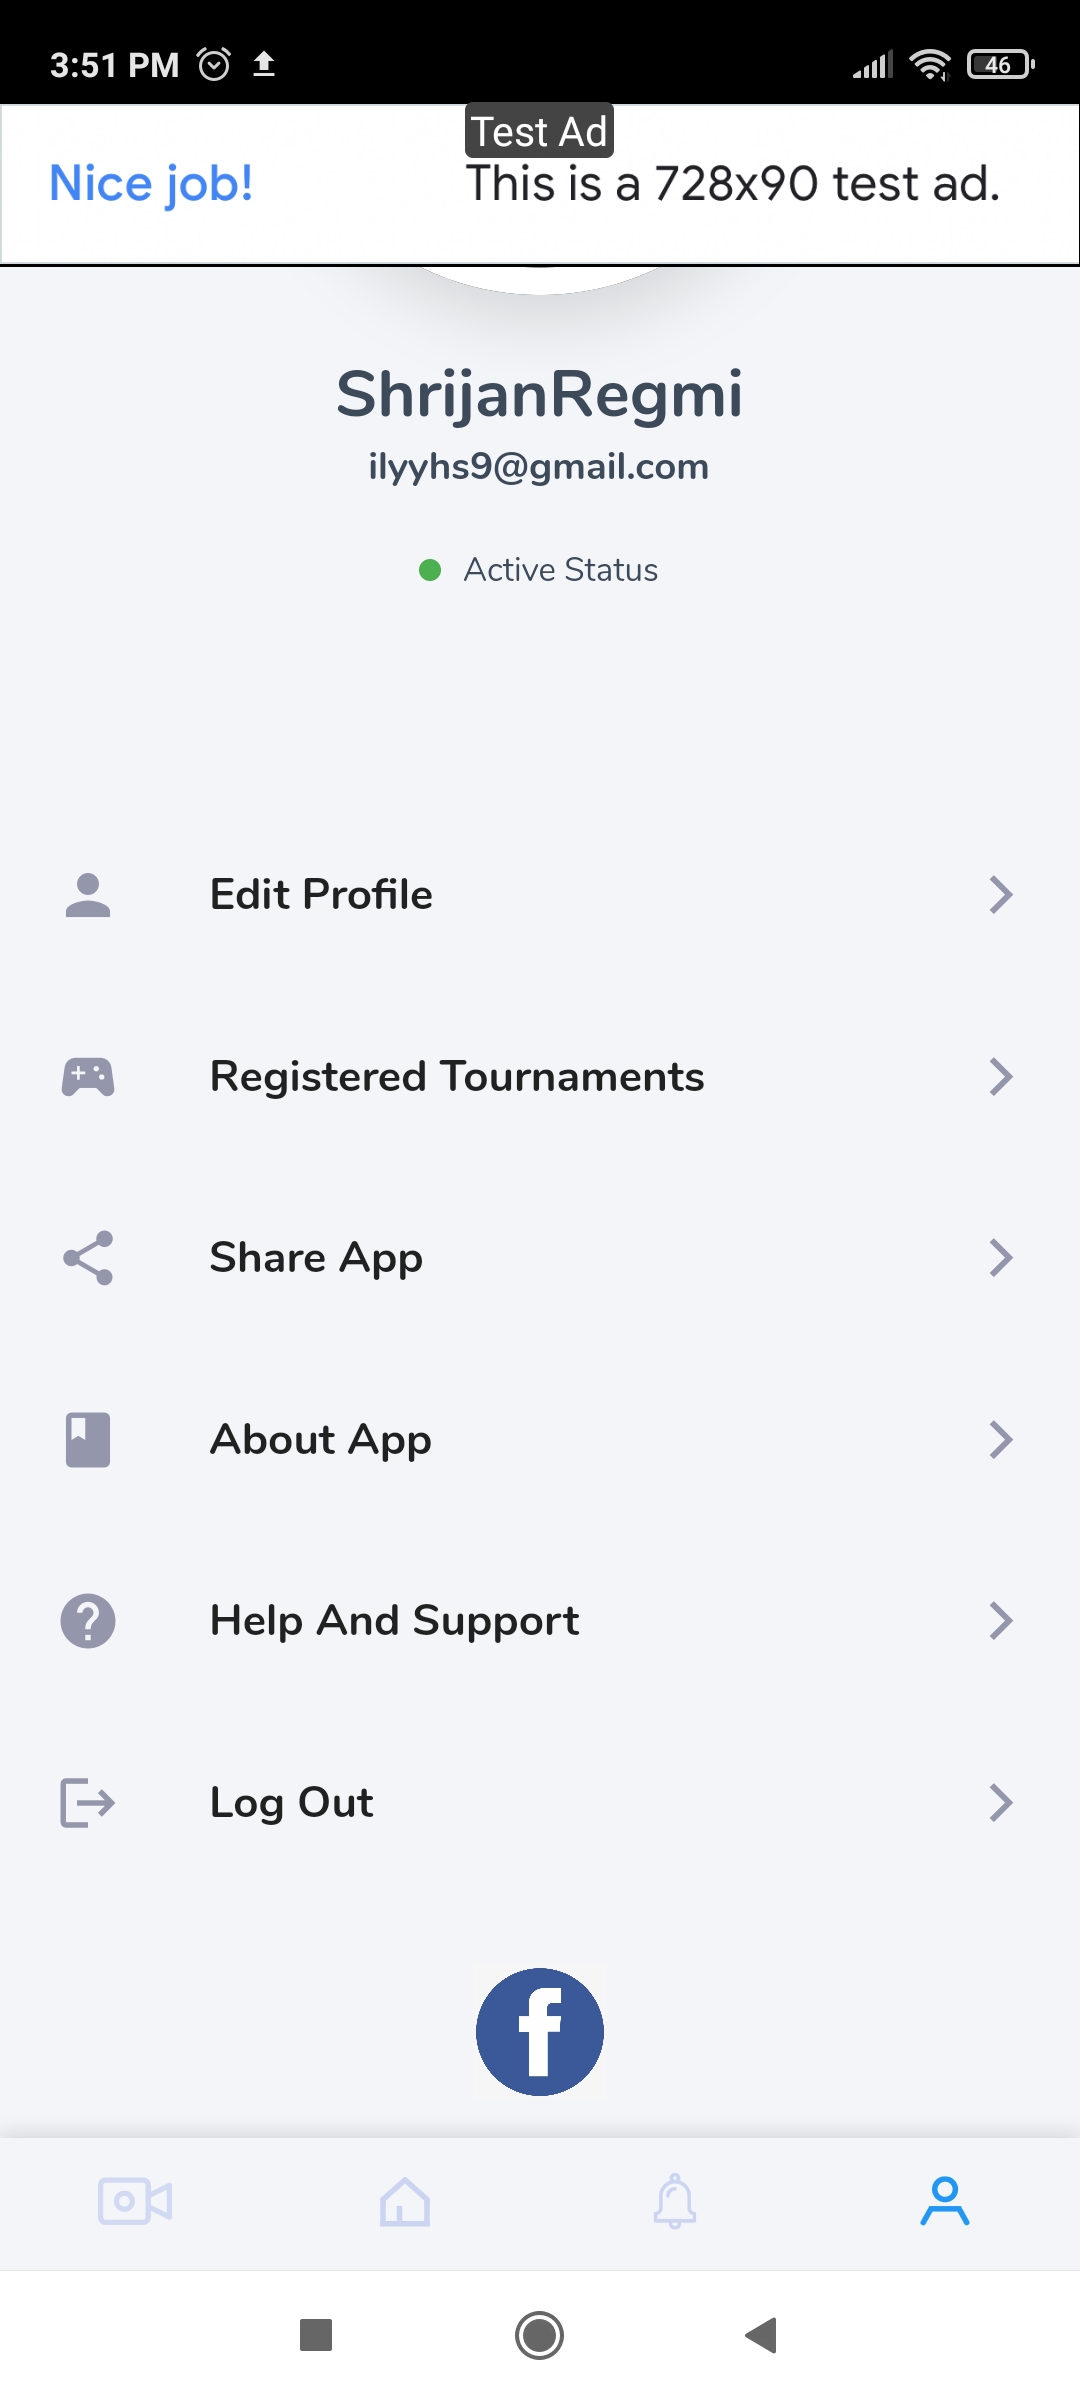 3:51 PM
46
Test Ad
Nice job!
This is a 728x90 test ad.
ShrijanRegmi
ilyyhs9@gmail.com
Active Status
Edit Profile
Registered Tournaments
Share App
About App
Help And Support
Log Out